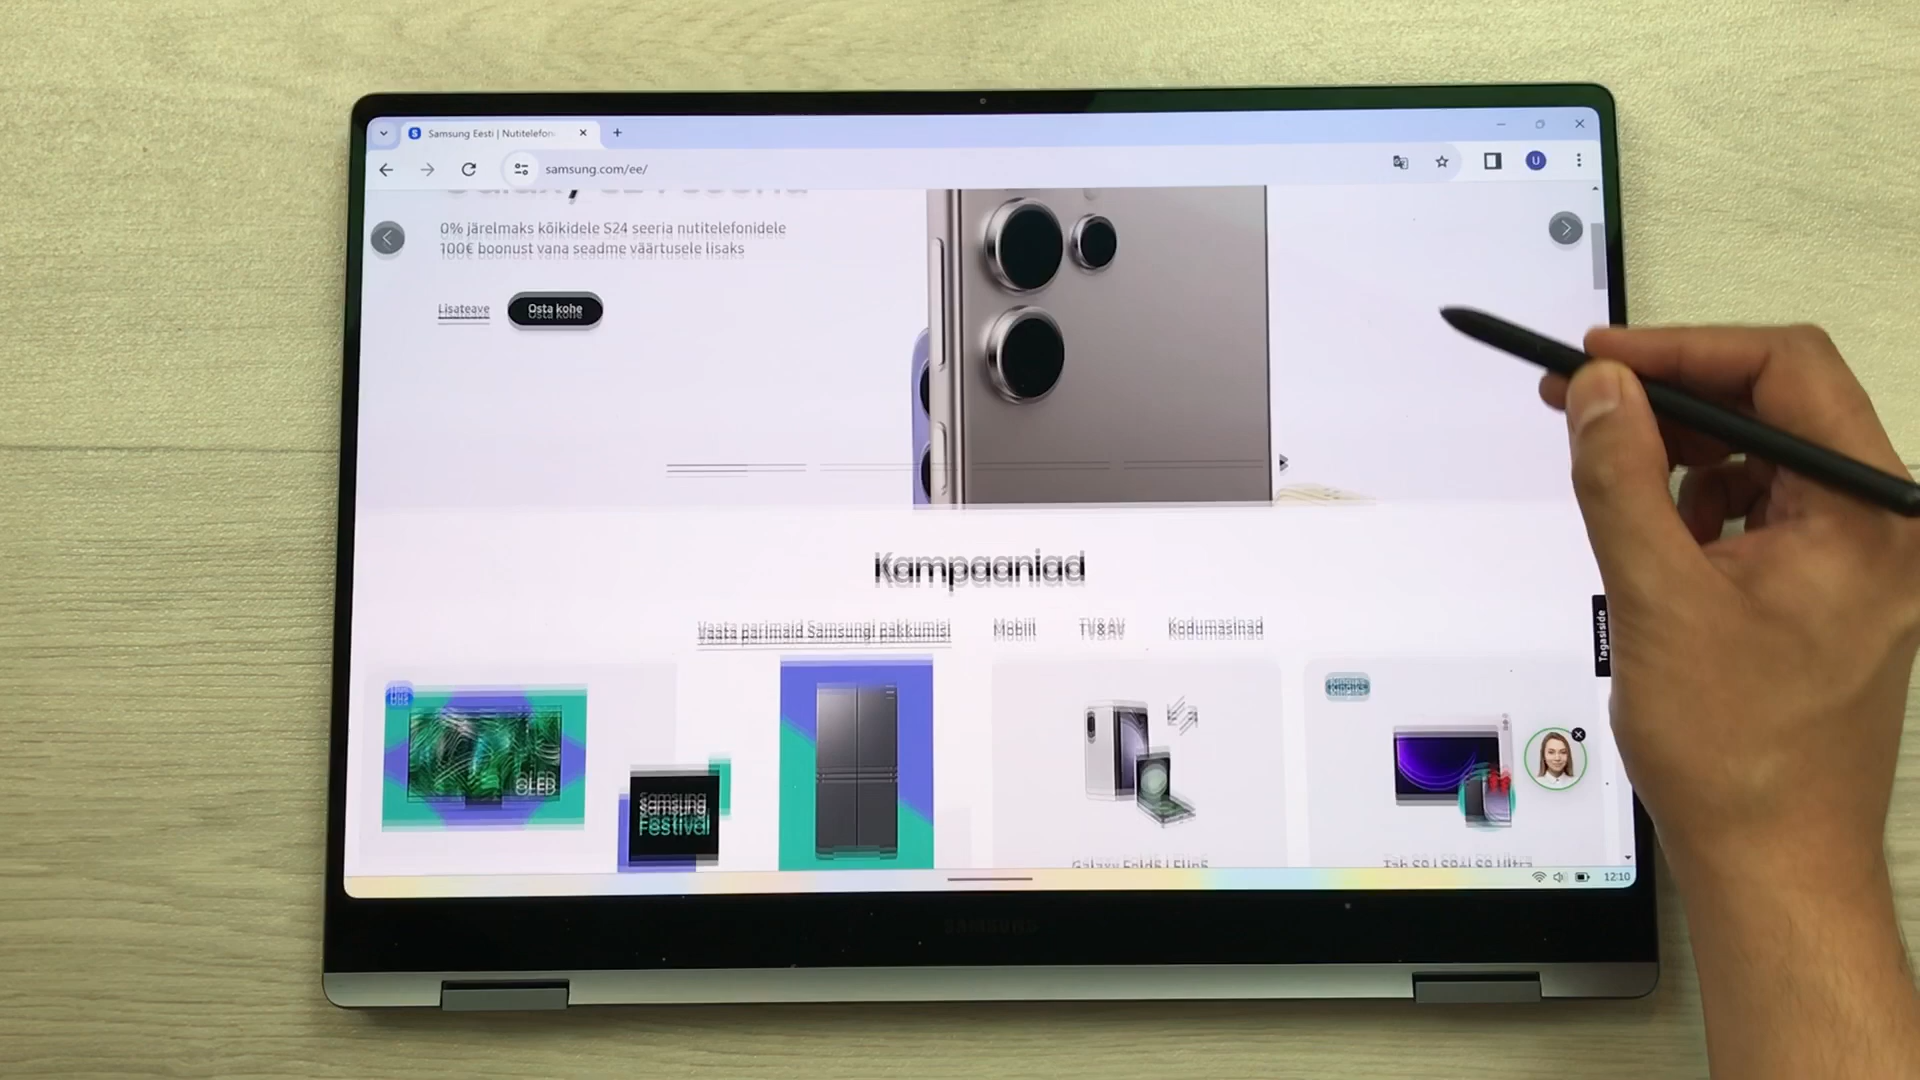 Samsung Eesti | Nutitelefon
samsung.com/ee/
U
0% järelmaks kõikidele S24 seeria nutitelefonidele
100€ boonust vana seadme väärtusele lisaks
Lisateave
Osta kohe
Kampaaniad
Vaata parimaid Samsungi pakkumisi
Mobiil
TV&AV
Kodumasinad
Tagasiside
OLED
Samsung
Festival
12:10
SAMSUNG